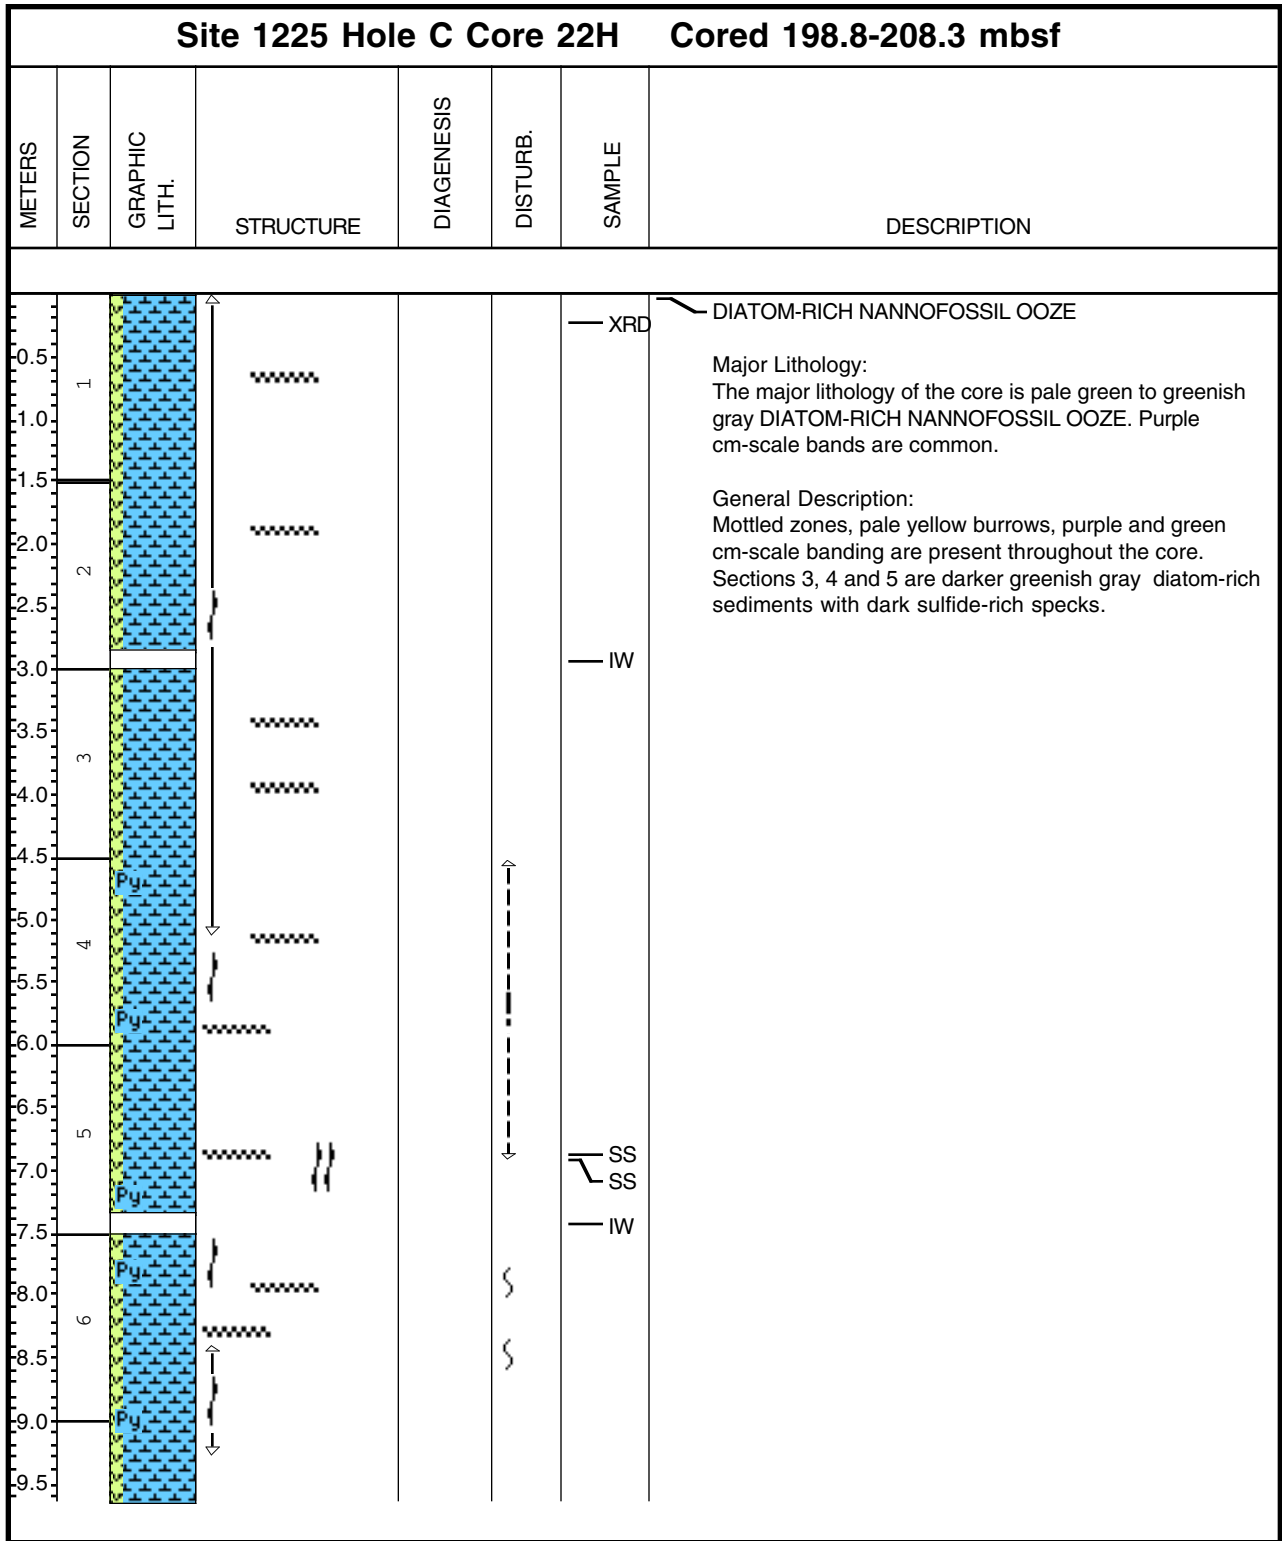 Site 1225 Hole C Core 22H Cored 198.8-208.3 mbsf
METERS
SECTION
GRAPHIC
LITH.
STRUCTURE
DIAGENESIS
DISTURB.
SAMPLE
DESCRIPTION
XRD
DIATOM-RICH NANNOFOSSIL OOZE
0.5
1
Major Lithology:
The major lithology of the core is pale green to greenish
1.0
gray DIATOM-RICH NANNOFOSSIL OOZE. Purple
cm-scale bands are common.
1.5
General Description:
Mottled zones, pale yellow burrows, purple and green
2.0
cm-scale banding are present throughout the core.
2
Sections 3, 4 and 5 are darker greenish gray diatom-rich
2.5
sediments with dark sulfide-rich specks.
IW
3.0
3.5
3
4.0
4.5
Py
5.0
4
5.5
Py
6.0
6.5
5
SS
7.0
SS
Py
IW
7.5
Py
8.0
6
8.5
9.0
Py
9.5